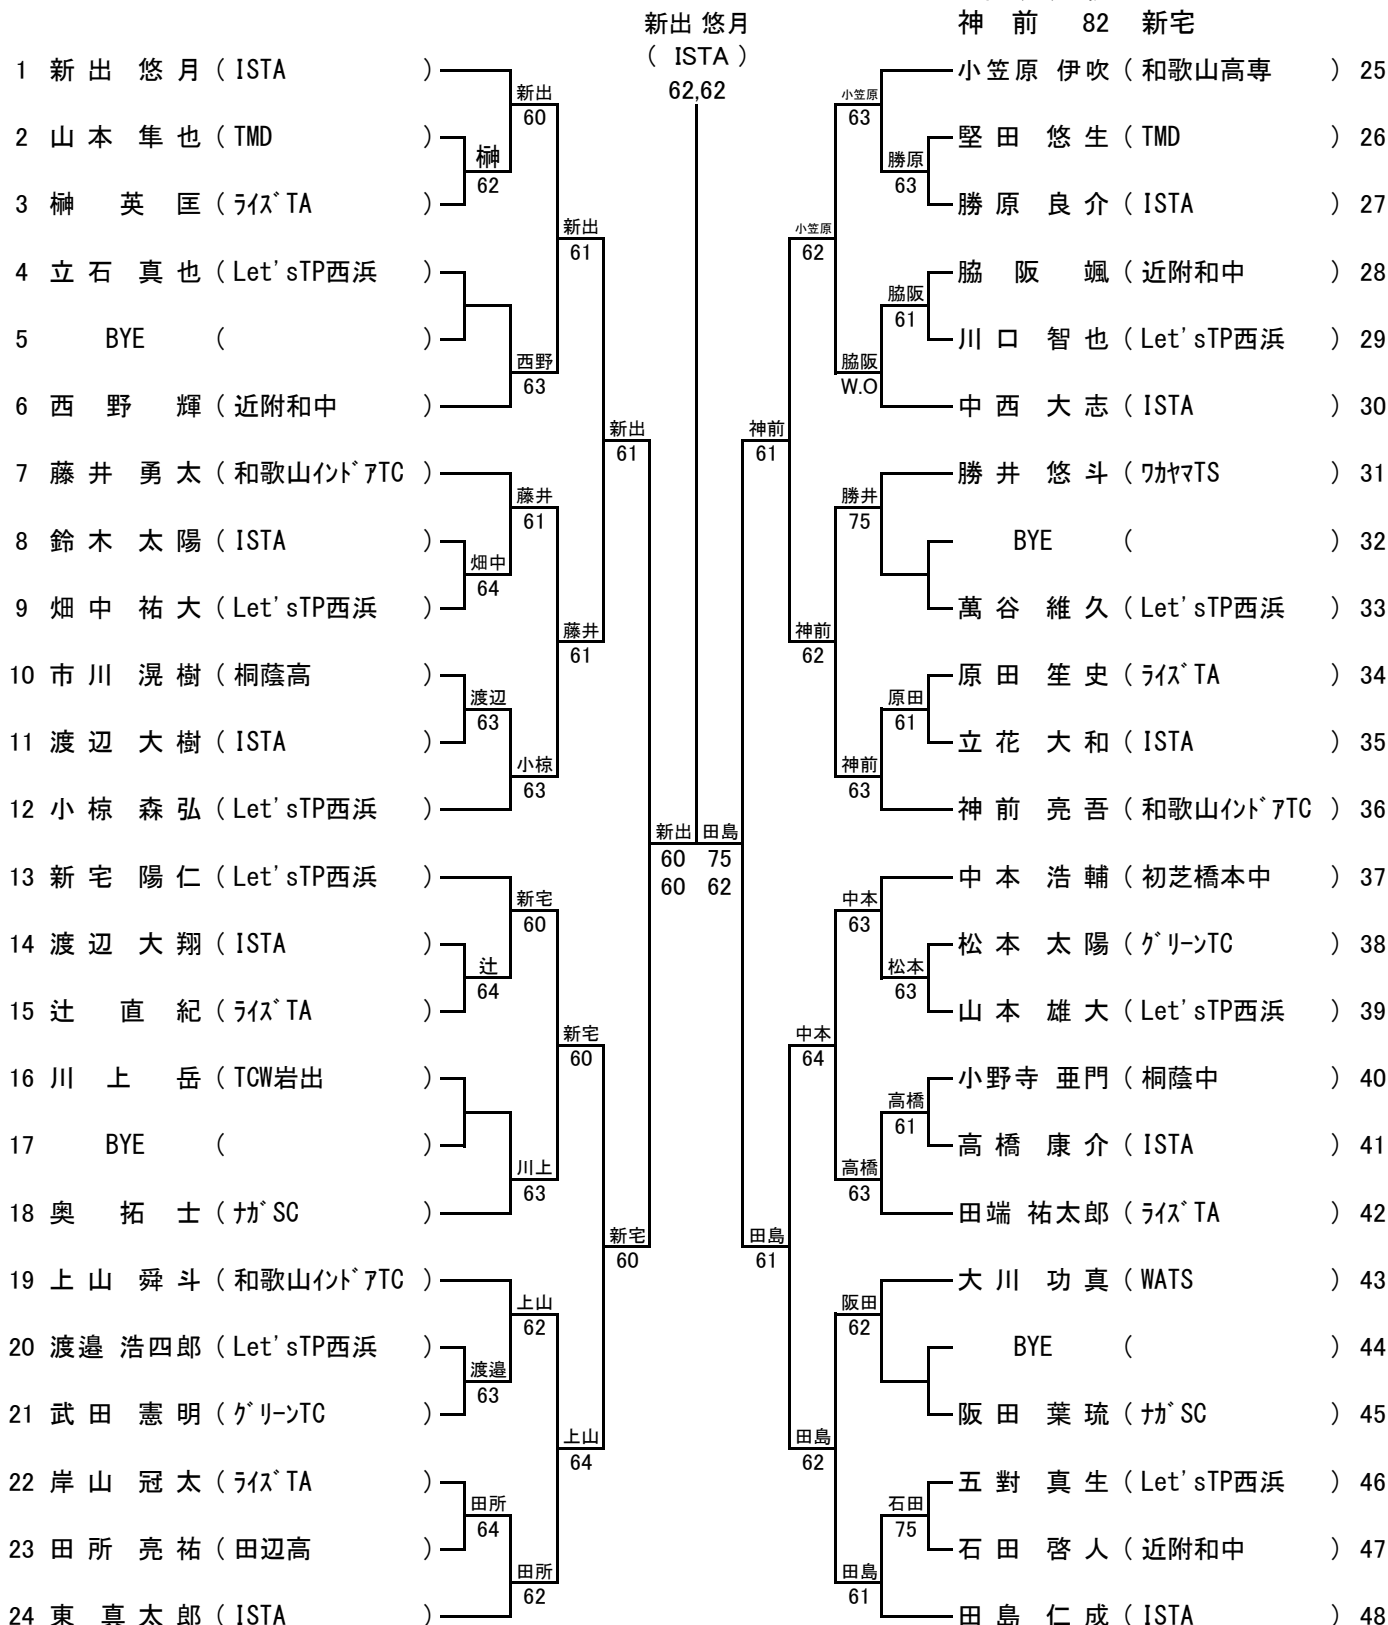 新出 悠月
( ISTA )
62,62
神 前 82 新宅
1 新 出 悠 月 ( ISTA )
2 山 本 隼 也 ( TMD )
3 榊 英 匡 ( ﾗｲｽﾞTA )
4 立 石 真 也 ( Let'sTP西浜 )
5 BYE ( )
6 西 野 輝 ( 近附和中 )
7 藤 井 勇 太 ( 和歌山ｲﾝﾄﾞｱTC )
8 鈴 木 太 陽 ( ISTA )
9 畑 中 祐 大 ( Let'sTP西浜 )
10 市 川 滉 樹 ( 桐蔭高 )
11 渡 辺 大 樹 ( ISTA )
12 小 椋 森 弘 ( Let'sTP西浜 )
13 新 宅 陽 仁 ( Let'sTP西浜 )
14 渡 辺 大 翔 ( ISTA )
15 辻 直 紀 ( ﾗｲｽﾞTA )
16 川 上 岳 ( TCW岩出 )
17 BYE ( )
18 奥 拓 士 ( ﾅｶﾞSC )
19 上 山 舜 斗 ( 和歌山ｲﾝﾄﾞｱTC )
20 渡邉 浩四郎 ( Let'sTP西浜 )
21 武 田 憲 明 ( ｸﾞﾘｰﾝTC )
22 岸 山 冠 太 ( ﾗｲｽﾞTA )
23 田 所 亮 祐 ( 田辺高 )
24 東 真 太 郎 ( ISTA )
榊
62
畑中
64
渡辺
63
辻
64
渡邉
63
田所
64
新出
60
西野
63
藤井
61
小椋
63
新宅
60
川上
63
上山
62
田所
62
新出
61
藤井
61
新宅
60
上山
64
新出
61
新宅
60
新出 田島
60 75
60 62
神前
61
田島
61
小笠原
62
神前
62
中本
64
田島
62
小笠原
63
脇阪
W.O
勝井
75
神前
63
中本
63
高橋
63
阪田
62
田島
61
勝原
63
脇阪
61
原田
61
松本
63
高橋
61
石田
75
小笠原 伊吹 ( 和歌山高専 ) 25
堅 田 悠 生 ( TMD ) 26
勝 原 良 介 ( ISTA ) 27
脇 阪 颯 ( 近附和中 ) 28
川 口 智 也 ( Let'sTP西浜 ) 29
中 西 大 志 ( ISTA ) 30
勝 井 悠 斗 ( ﾜｶﾔﾏTS ) 31
BYE ( ) 32
萬 谷 維 久 ( Let'sTP西浜 ) 33
原 田 笙 史 ( ﾗｲｽﾞTA ) 34
立 花 大 和 ( ISTA ) 35
神 前 亮 吾 ( 和歌山ｲﾝﾄﾞｱTC ) 36
中 本 浩 輔 ( 初芝橋本中 ) 37
松 本 太 陽 ( ｸﾞﾘｰﾝTC ) 38
山 本 雄 大 ( Let'sTP西浜 ) 39
小野寺 亜門 ( 桐蔭中 ) 40
高 橋 康 介 ( ISTA ) 41
田端 祐太郎 ( ﾗｲｽﾞTA ) 42
大 川 功 真 ( WATS ) 43
BYE ( ) 44
阪 田 葉 琉 ( ﾅｶﾞSC ) 45
五 對 真 生 ( Let'sTP西浜 ) 46
石 田 啓 人 ( 近附和中 ) 47
田 島 仁 成 ( ISTA ) 48